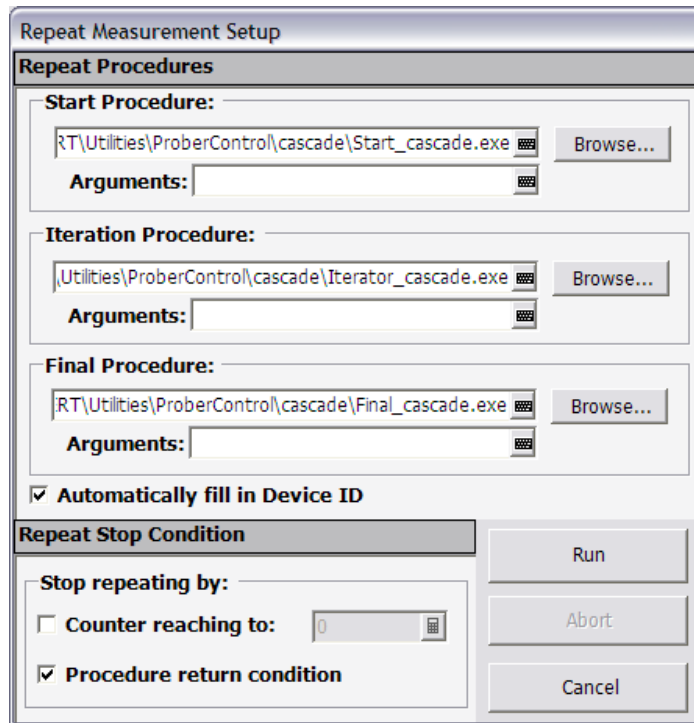 Repeat Measurement Setup
Repeat Procedures
Start Procedure:
RT\Utilities\ProberControl\cascade\Start_cascade.exe Browse...
Arguments:
Iteration Procedure:
\Utilities\ProberControl\cascade\Iterator_cascade.exe Browse...
Arguments:
Final Procedure:
RT\Utilities\ProberControl\cascade\Final_cascade.exe Browse...
Arguments:
Automatically fill in Device ID
Repeat Stop Condition
Run
Stop repeating by:
Counter reaching to: 0
Abort
Procedure return condition
Cancel